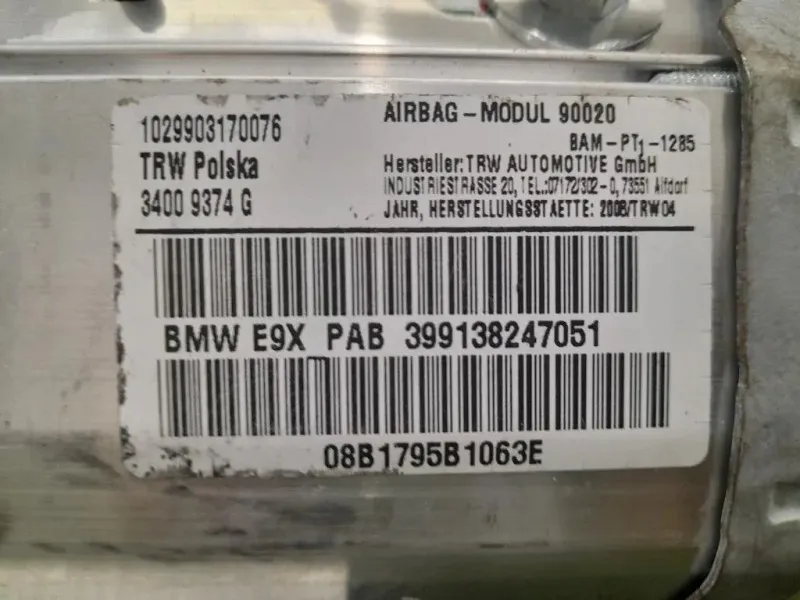 1029903170076
TRW Polska
3400 9374 G
AIRBAG-MODUL 90020
BAM-PT1-1285
Hersteller: TRW AUTOMOTIVE GmbH
INDUSTRIESTRASSE 20, TEL.:07172/302-0, 73551 Alfdorf
JAHR, HERSTELLUNGSSTAETTE: 2008/TRW04
BMW E9X PAB 399138247051
08B1795B1063E